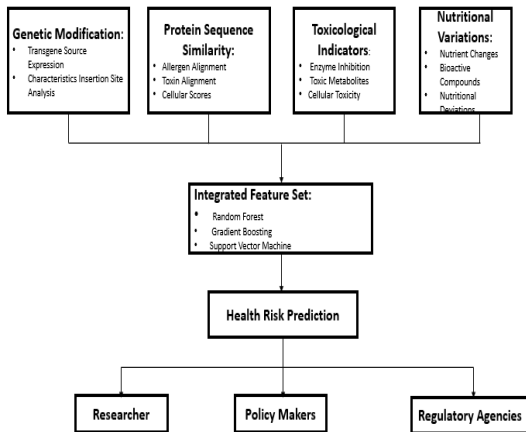 Genetic Modification:
• Transgene Source
Expression
• Characteristics Insertion Site
Analysis
Protein Sequence
Similarity:
• Allergen Alignment
• Toxin Alignment
• Cellular Scores
Toxicological
Indicators:
• Enzyme Inhibition
• Toxic Metabolites
• Cellular Toxicity
Nutritional
Variations:
• Nutrient Changes
• Bioactive
Compounds
• Nutritional
Deviations
Integrated Feature Set:
• Random Forest
• Gradient Boosting
• Support Vector Machine
Health Risk Prediction
Researcher
Policy Makers
Regulatory Agencies